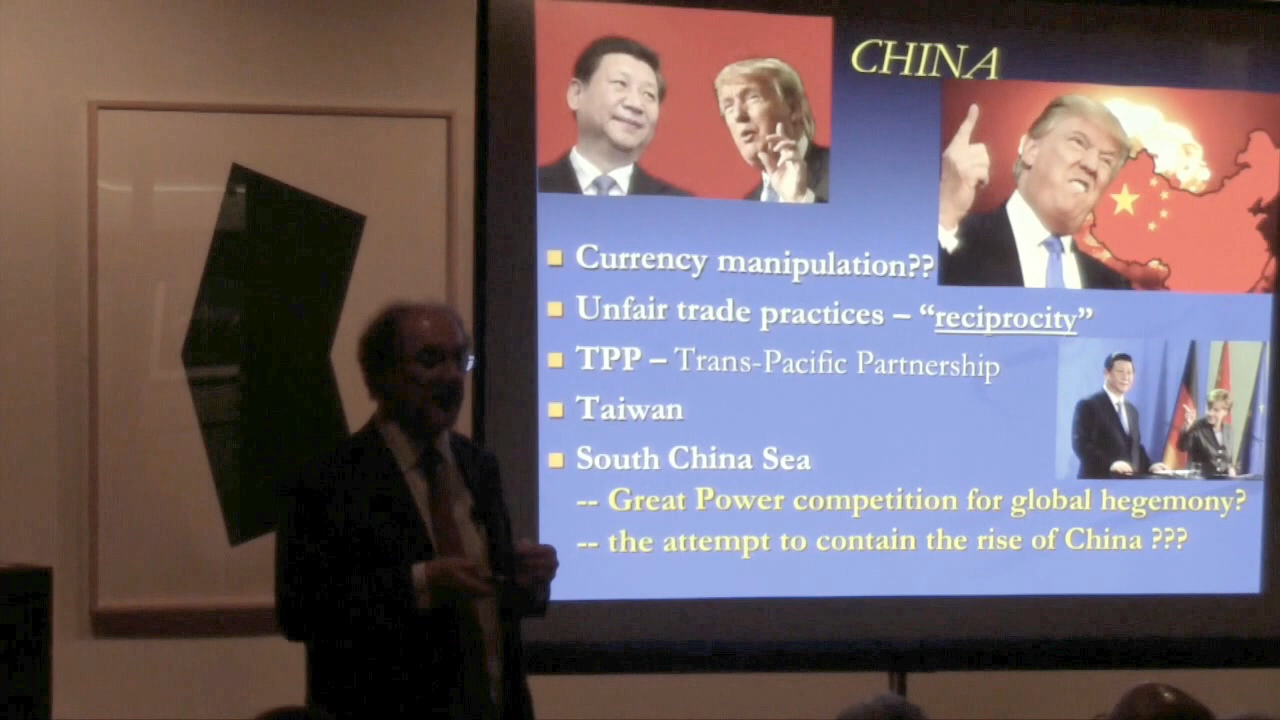 CHINA
Currency manipulation??
Unfair trade practices – “reciprocity”
TPP – Trans-Pacific Partnership
Taiwan
South China Sea
-- Great Power competition for global hegemony?
-- the attempt to contain the rise of China ???